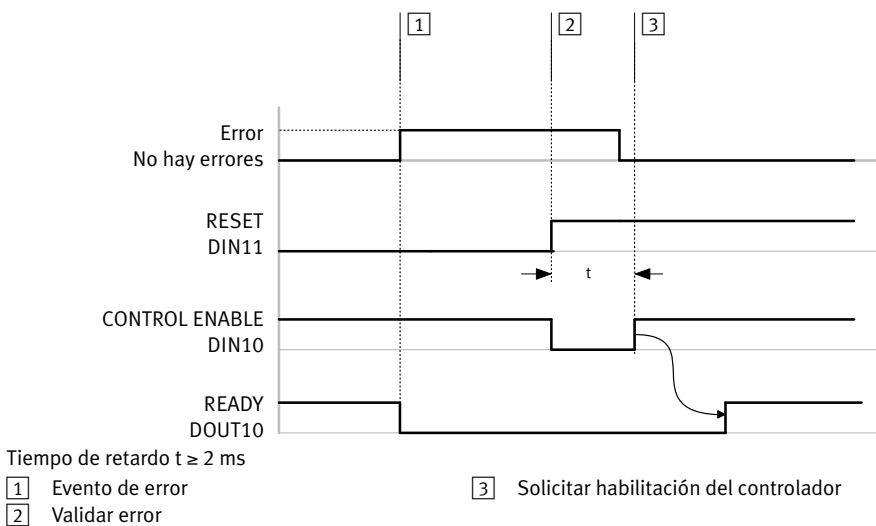 1 2 3
Error
No hay errores
RESET
DIN11
t
CONTROL ENABLE
DIN10
READY
DOUT10
Tiempo de retardo t ≥ 2 ms
1 Evento de error
2 Validar error
3 Solicitar habilitación del controlador